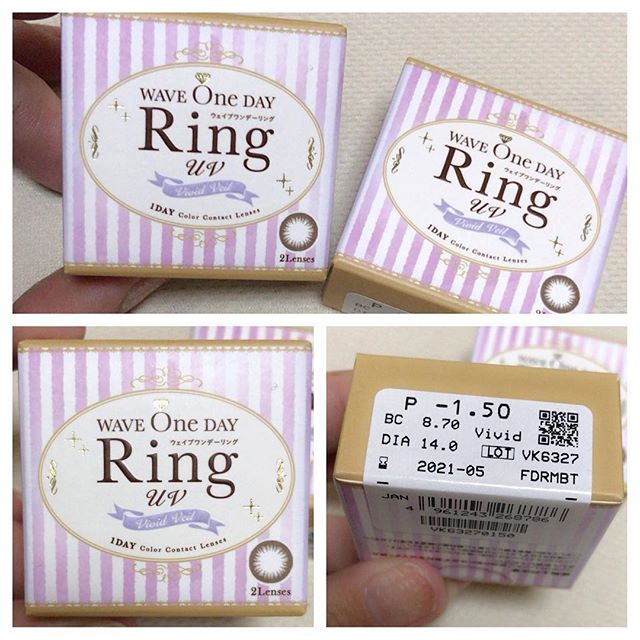 WAVE One DAY
ウェイブワンデーリング
Ring
UV
Vivid Veil
1DAY Color Contact Lenses
2Lenses
WAVE One DAY
ウェイブワンデーリング
Ring
UV
Vivid Veil
1DAY Color Contact Lenses
P
WAVE One DAY
ウェイブワンデーリング
Ring
UV
Vivid Veil
1DAY Color Contact Lenses
2Lenses
P -1.50
BC 8.70 Vivid
DIA 14.0 LOT VK6327
2021-05 FDRMBT
JAN
4 961243 268786
VK63270150